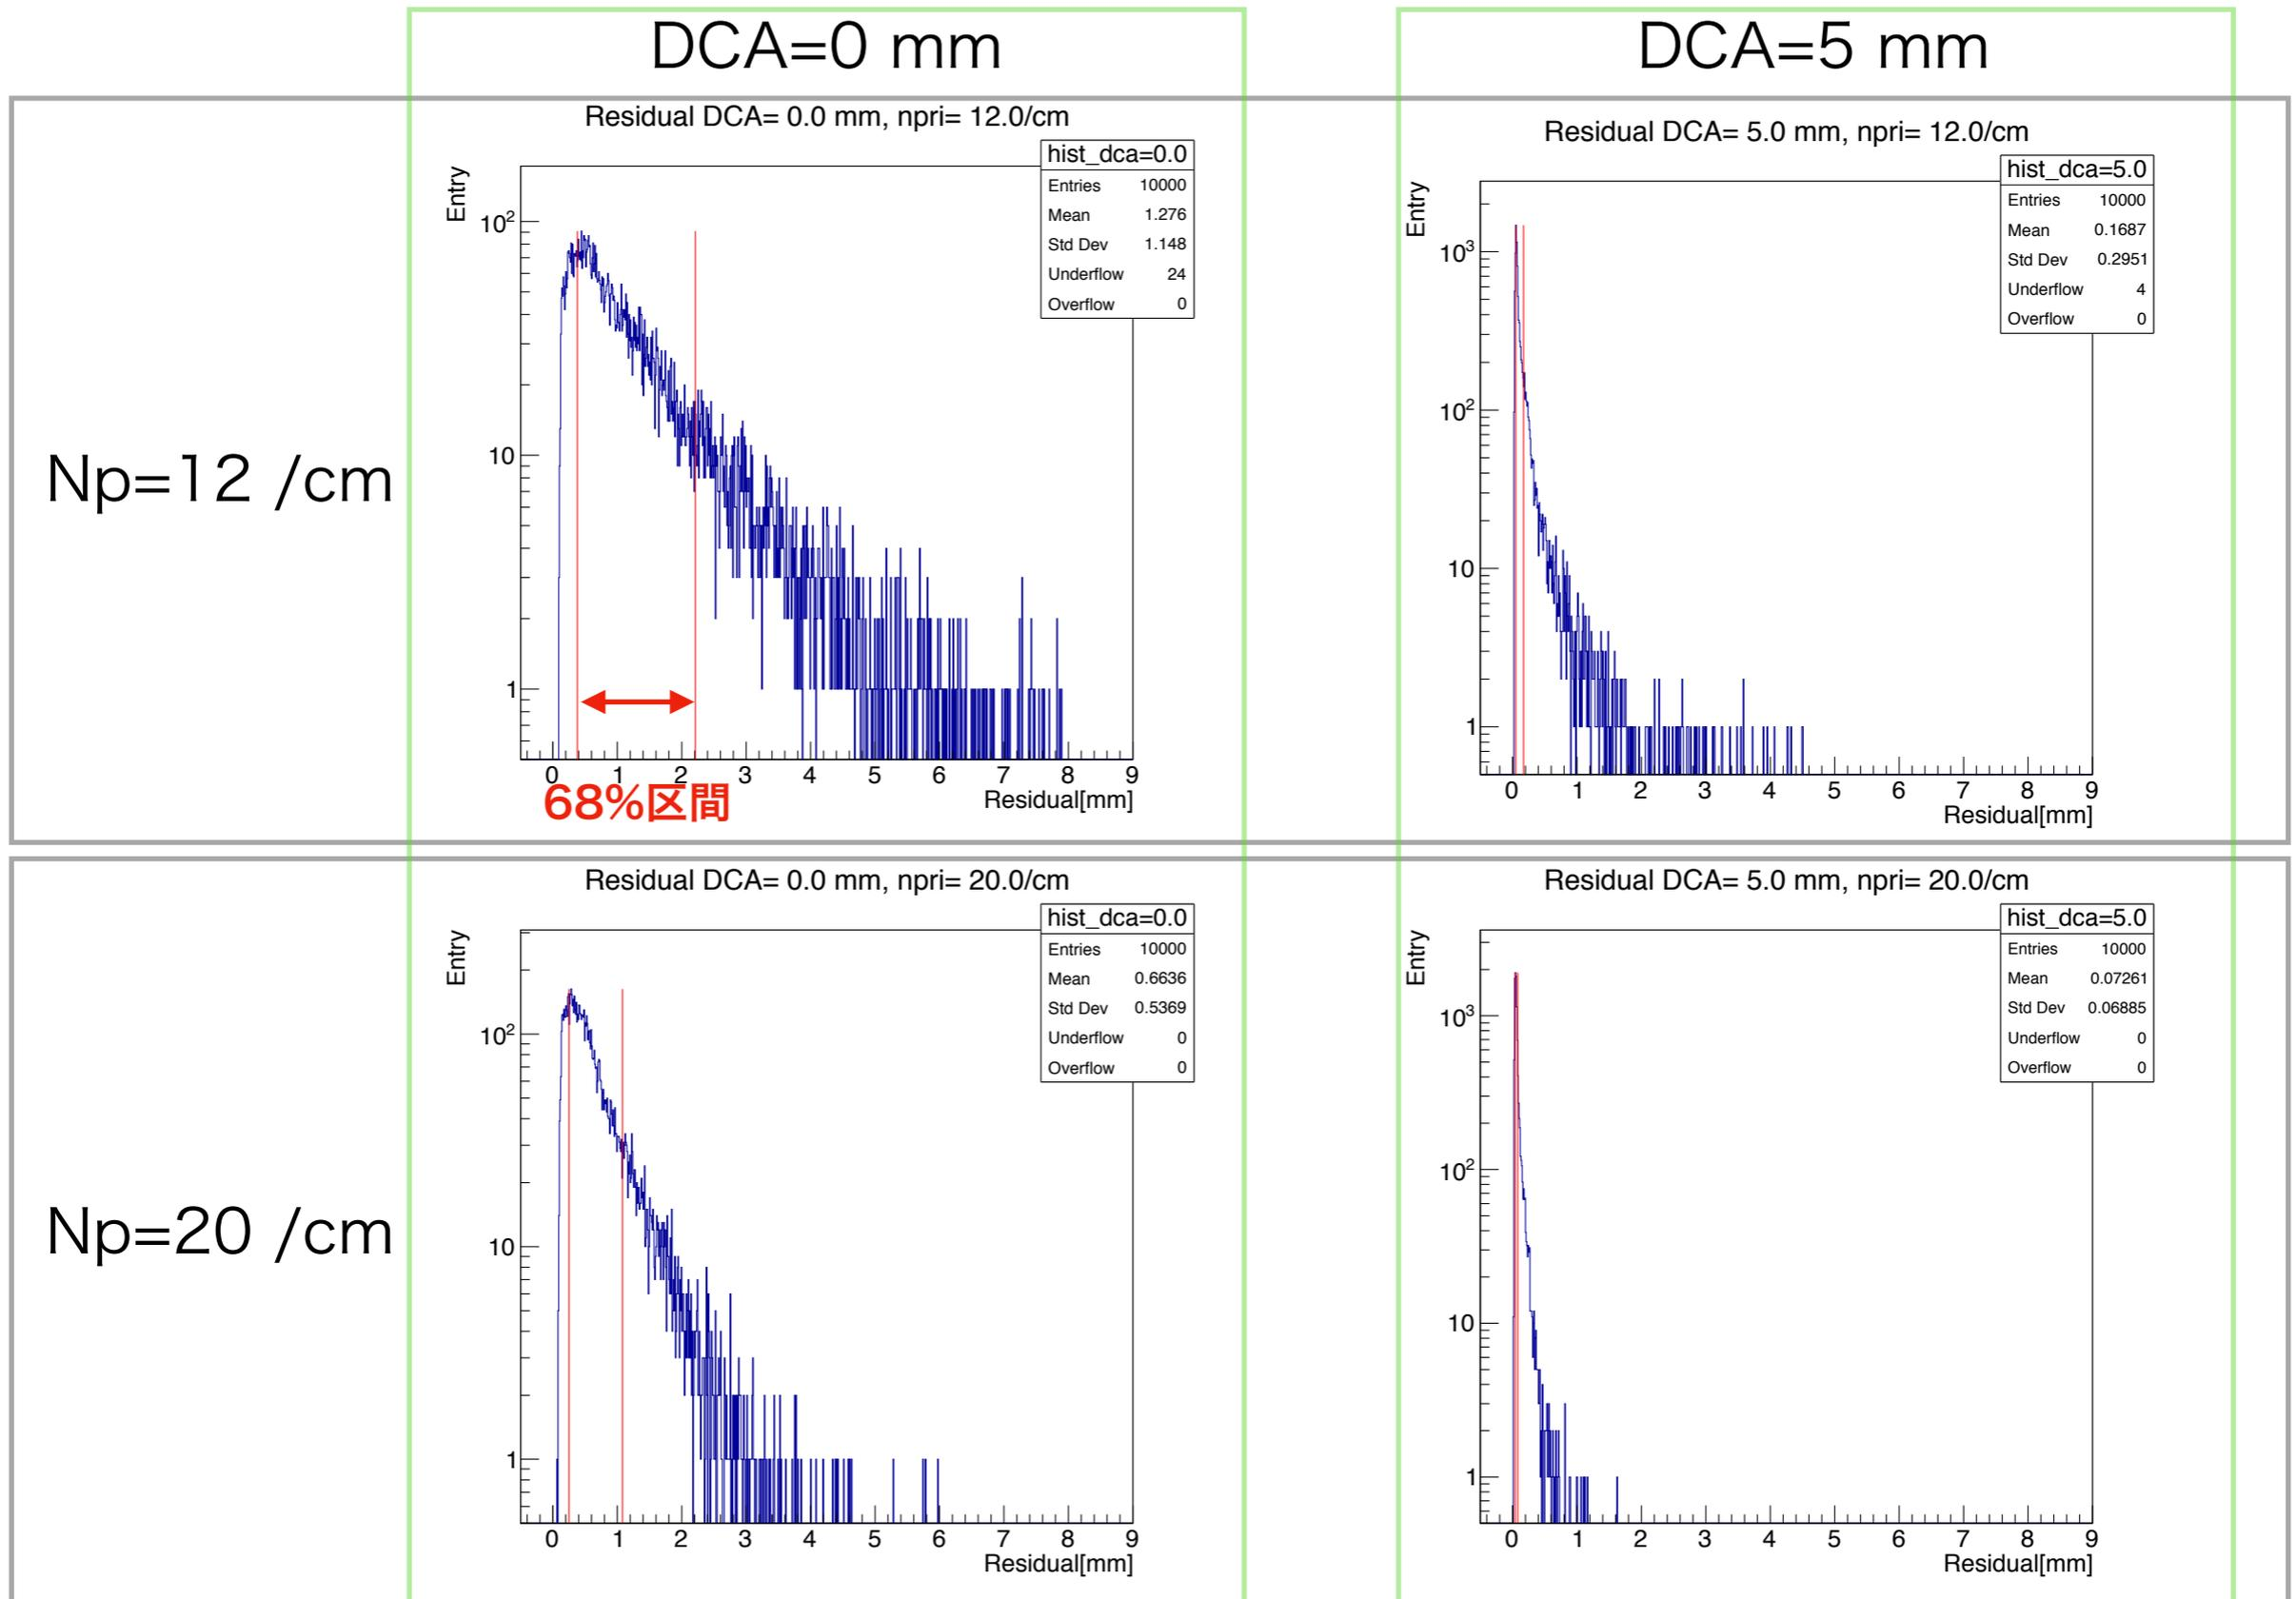 DCA=0 mm
DCA=5 mm
Np=12 /cm
Residual DCA= 0.0 mm, npri= 12.0/cm
hist_dca=0.0
Entries 10000
Mean 1.276
Std Dev 1.148
Underflow 24
Overflow 0
Entry
10²
10
1
0 1 2 3 4 5 6 7 8 9
Residual[mm]
68%区間
Residual DCA= 5.0 mm, npri= 12.0/cm
hist_dca=5.0
Entries 10000
Mean 0.1687
Std Dev 0.2951
Underflow 4
Overflow 0
Entry
10³
10²
10
1
0 1 2 3 4 5 6 7 8 9
Residual[mm]
Np=20 /cm
Residual DCA= 0.0 mm, npri= 20.0/cm
hist_dca=0.0
Entries 10000
Mean 0.6636
Std Dev 0.5369
Underflow 0
Overflow 0
Entry
10²
10
1
0 1 2 3 4 5 6 7 8 9
Residual[mm]
Residual DCA= 5.0 mm, npri= 20.0/cm
hist_dca=5.0
Entries 10000
Mean 0.07261
Std Dev 0.06885
Underflow 0
Overflow 0
Entry
10³
10²
10
1
0 1 2 3 4 5 6 7 8 9
Residual[mm]